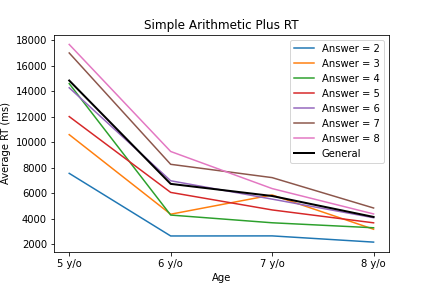 Simple Arithmetic Plus RT
18000
16000
14000
12000
10000
8000
6000
4000
2000
Average RT (ms)
Answer = 2
Answer = 3
Answer = 4
Answer = 5
Answer = 6
Answer = 7
Answer = 8
General
5 y/o
6 y/o
7 y/o
8 y/o
Age